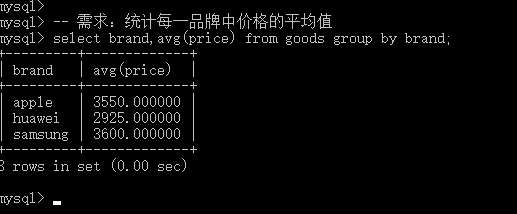 mysql>
mysql> -- 需求：统计每一品牌中价格的平均值
mysql> select brand,avg(price) from goods group by brand;
+---------+-------------+
| brand   | avg(price)  |
+---------+-------------+
| apple   | 3550.000000 |
| huawei  | 2925.000000 |
| samsung | 3600.000000 |
+---------+-------------+
3 rows in set (0.00 sec)
mysql> _